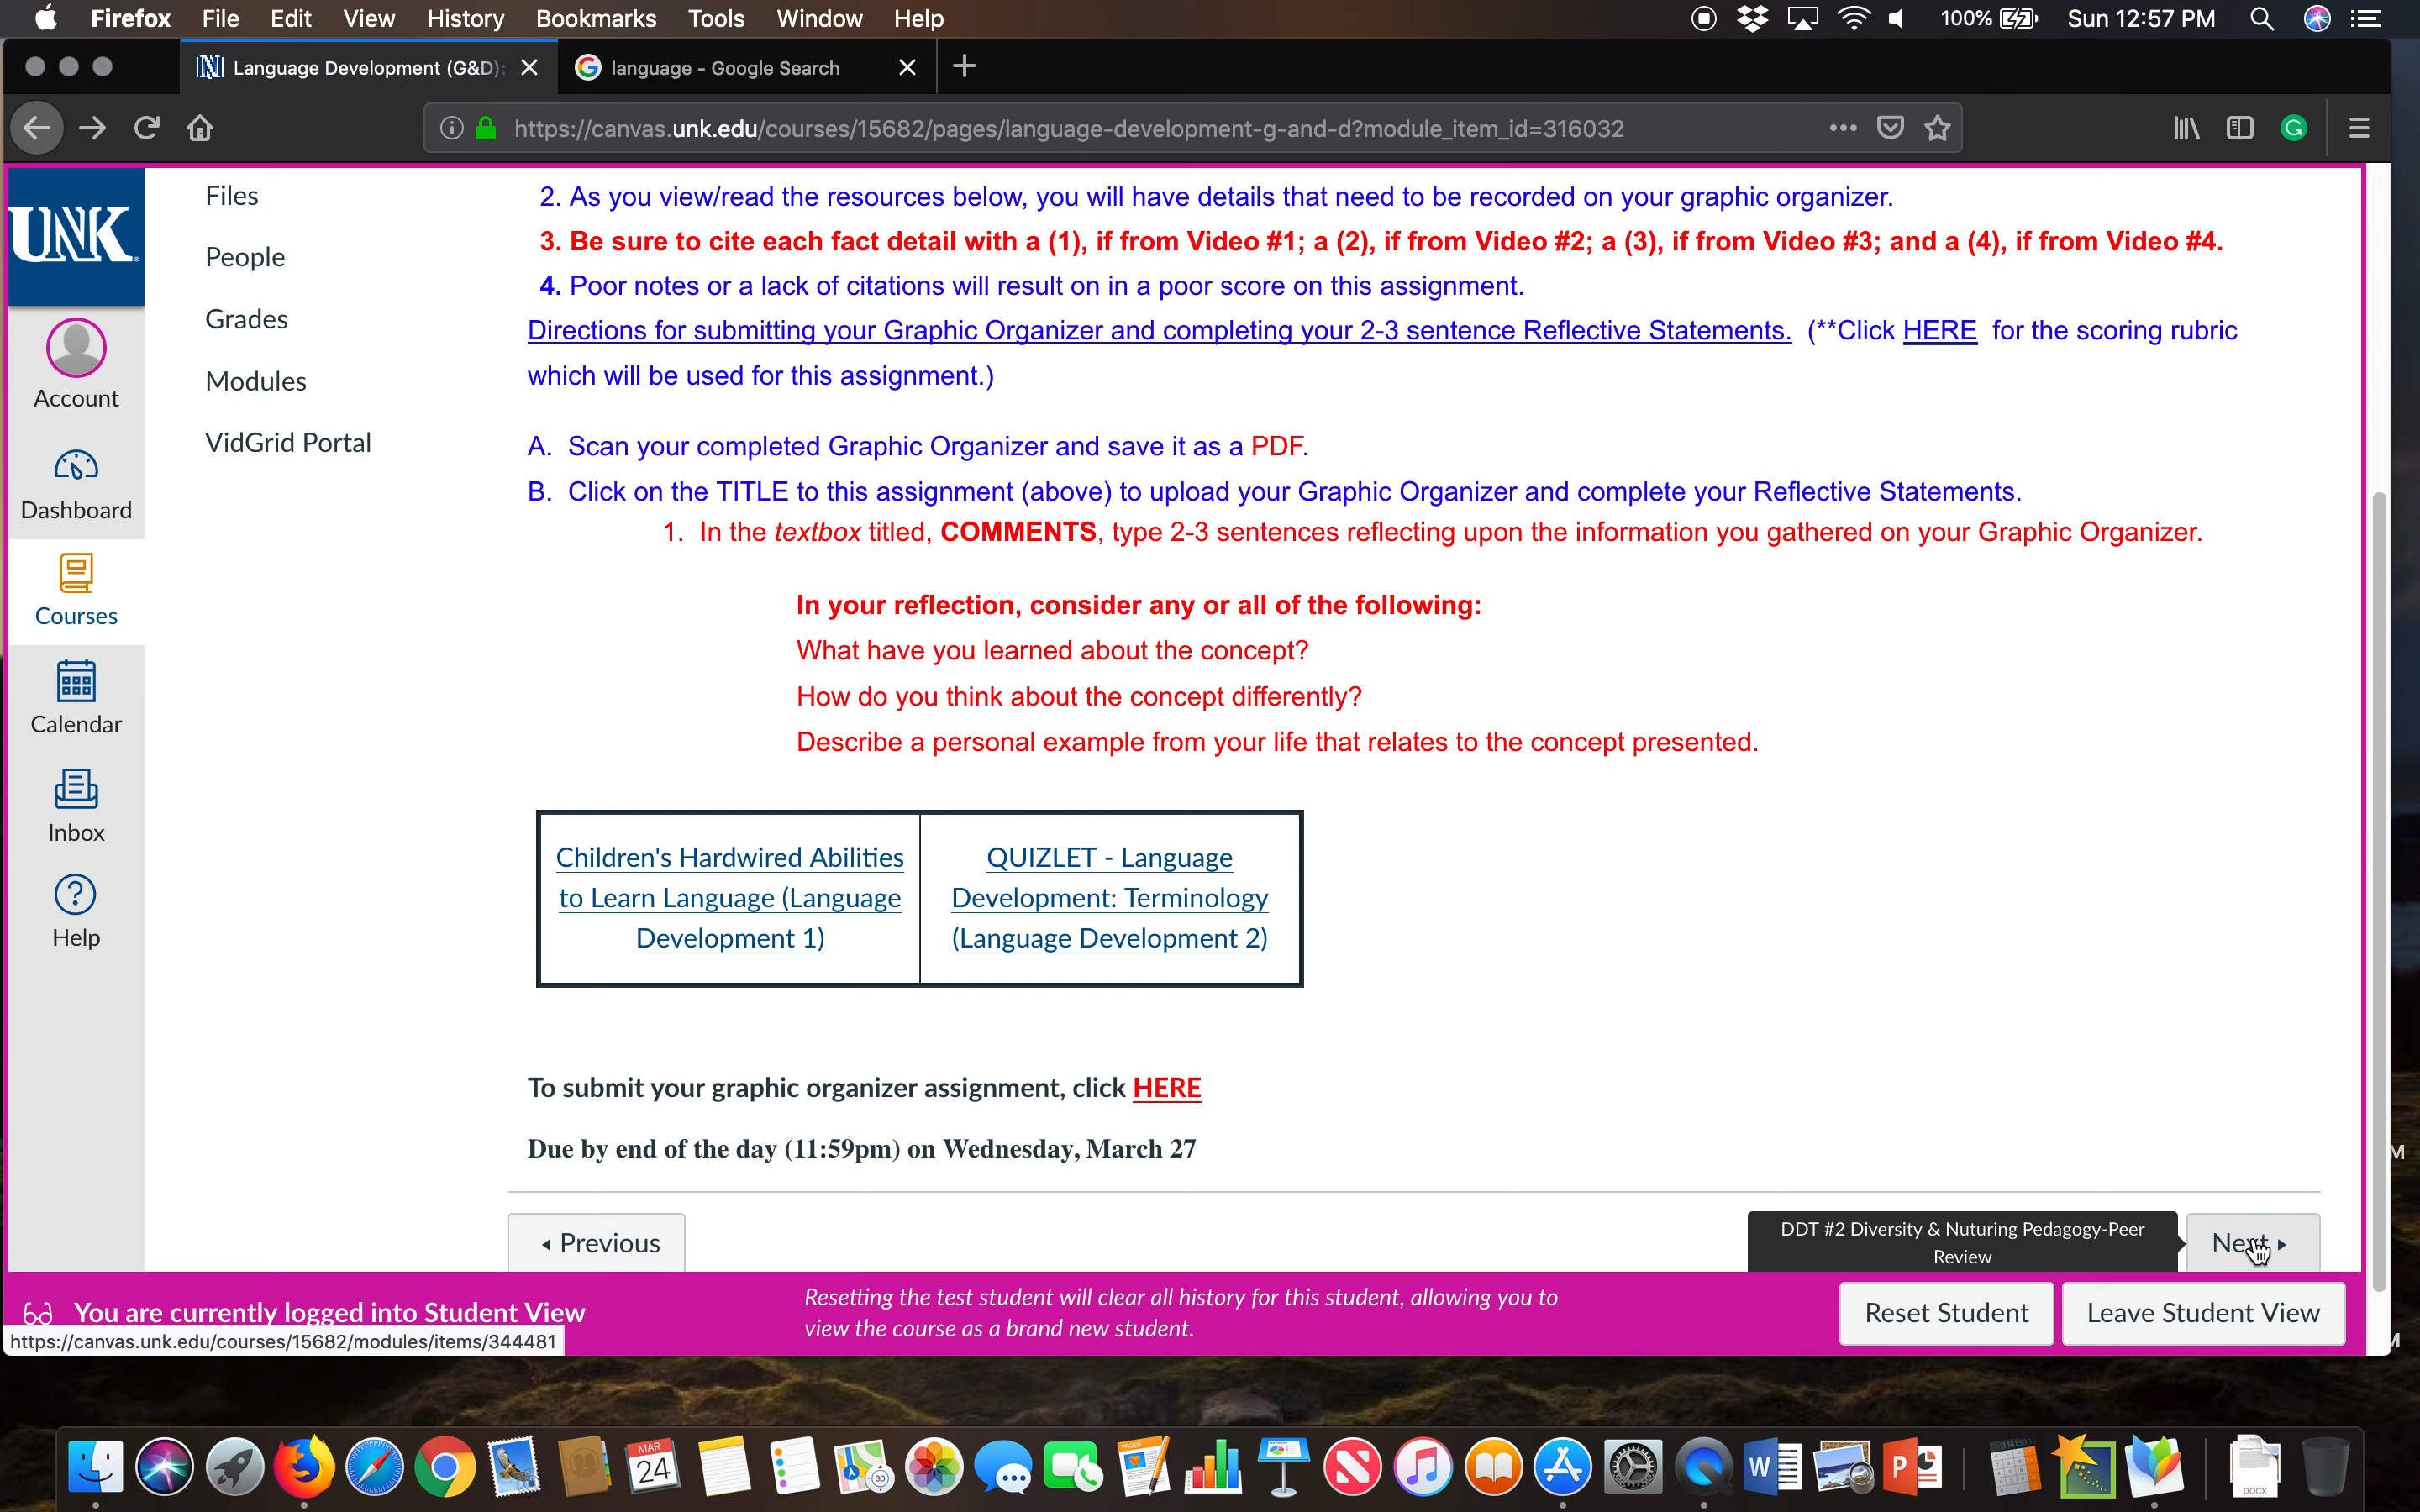 Firefox File Edit View History Bookmarks Tools Window Help 100% Sun 12:57 PM
Language Development (G&D): language - Google Search
https://canvas.unk.edu/courses/15682/pages/language-development-g-and-d?module_item_id=316032
UNK
Account
Dashboard
Courses
Calendar
Inbox
Help
Files
People
Grades
Modules
VidGrid Portal
2. As you view/read the resources below, you will have details that need to be recorded on your graphic organizer.
3. Be sure to cite each fact detail with a (1), if from Video #1; a (2), if from Video #2; a (3), if from Video #3; and a (4), if from Video #4.
4. Poor notes or a lack of citations will result on in a poor score on this assignment.
Directions for submitting your Graphic Organizer and completing your 2-3 sentence Reflective Statements. (**Click HERE for the scoring rubric
which will be used for this assignment.)
A. Scan your completed Graphic Organizer and save it as a PDF.
B. Click on the TITLE to this assignment (above) to upload your Graphic Organizer and complete your Reflective Statements.
1. In the textbox titled, COMMENTS, type 2-3 sentences reflecting upon the information you gathered on your Graphic Organizer.
In your reflection, consider any or all of the following:
What have you learned about the concept?
How do you think about the concept differently?
Describe a personal example from your life that relates to the concept presented.
Children's Hardwired Abilities
to Learn Language (Language
Development 1)
QUIZLET - Language
Development: Terminology
(Language Development 2)
To submit your graphic organizer assignment, click HERE
Due by end of the day (11:59pm) on Wednesday, March 27
Previous
DDT #2 Diversity & Nuturing Pedagogy-Peer
Review
Next
You are currently logged into Student View
Resetting the test student will clear all history for this student, allowing you to
view the course as a brand new student.
Reset Student
Leave Student View
https://canvas.unk.edu/courses/15682/modules/items/344481
MAR
24
3D
PAGES
W
P
DOCX